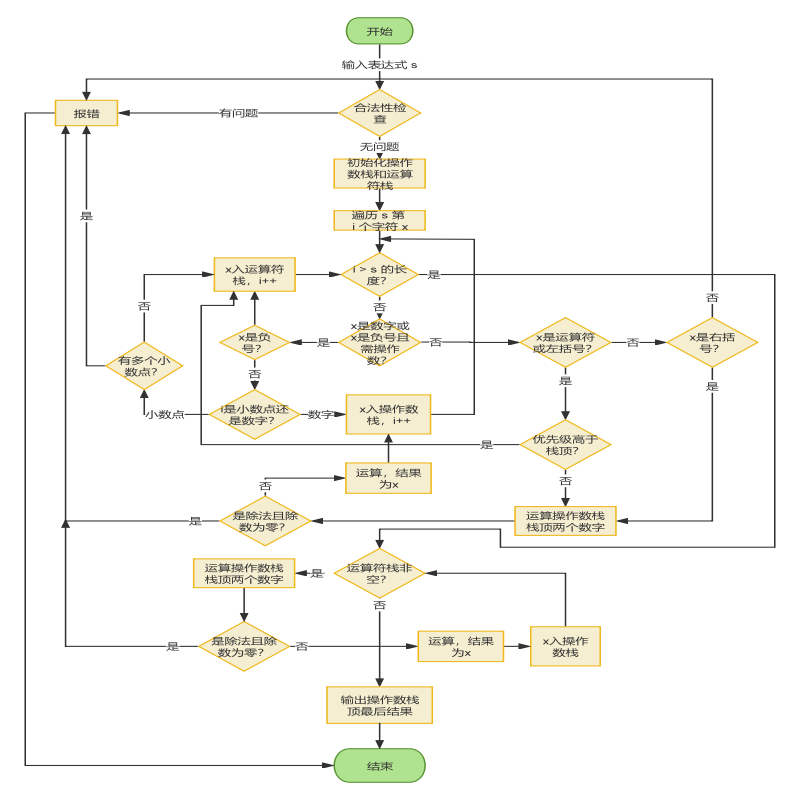 开始
输入表达式 s
报错
有问题
合法性检
查
无问题
初始化操作
数栈和运算
符栈
遍历 s 第
i 个字符 x
是
x入运算符
栈，i++
i > s 的长
度?
是
否
否
否
x是负
号?
是
x是数字或
x是负号且
需操作
数?
否
x是运算符
或左括号?
否
x是右括
号?
有多个小
数点?
否
是
是
小数点
i是小数点还
是数字?
数字
x入操作数
栈，i++
是
优先级高于
栈顶?
否
运算，结果
为x
否
是
是除法且除
数为零?
运算操作数栈
栈顶两个数字
运算操作数栈
栈顶两个数字
是
运算符栈非
空?
否
是
是除法且除
数为零?
否
运算，结果
为x
x入操作
数栈
输出操作数栈
顶最后结果
结束